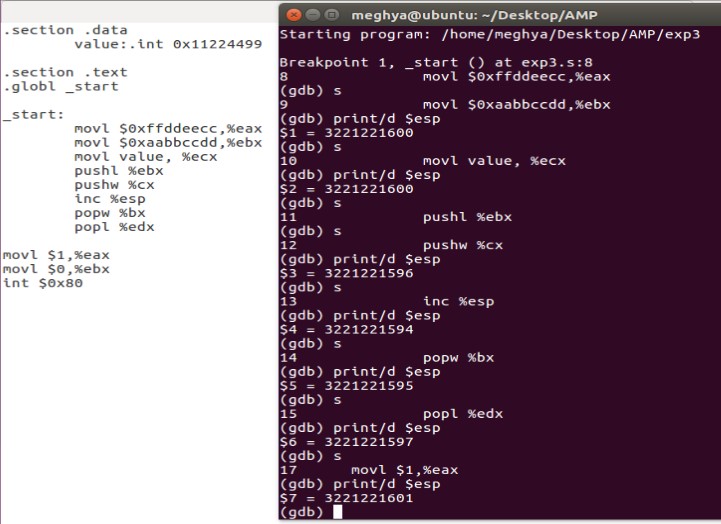 .section .data
value:.int 0x11224499
.section .text
.globl _start
_start:
movl $0xffddeecc,%eax
movl $0xaabbccdd,%ebx
movl value, %ecx
pushl %ebx
pushw %cx
inc %esp
popw %bx
popl %edx
movl $1,%eax
movl $0,%ebx
int $0x80
meghya@ubuntu: ~/Desktop/AMP
Starting program: /home/meghya/Desktop/AMP/exp3
Breakpoint 1, _start () at exp3.s:8
8 movl $0xffddeecc,%eax
(gdb) s
9 movl $0xaabbccdd,%ebx
(gdb) print/d $esp
$1 = 3221221600
(gdb) s
10 movl value, %ecx
(gdb) print/d $esp
$2 = 3221221600
(gdb) s
11 pushl %ebx
(gdb) s
12 pushw %cx
(gdb) print/d $esp
$3 = 3221221596
(gdb) s
13 inc %esp
(gdb) print/d $esp
$4 = 3221221594
(gdb) s
14 popw %bx
(gdb) print/d $esp
$5 = 3221221595
(gdb) s
15 popl %edx
(gdb) print/d $esp
$6 = 3221221597
(gdb) s
17 movl $1,%eax
(gdb) print/d $esp
$7 = 3221221601
(gdb)